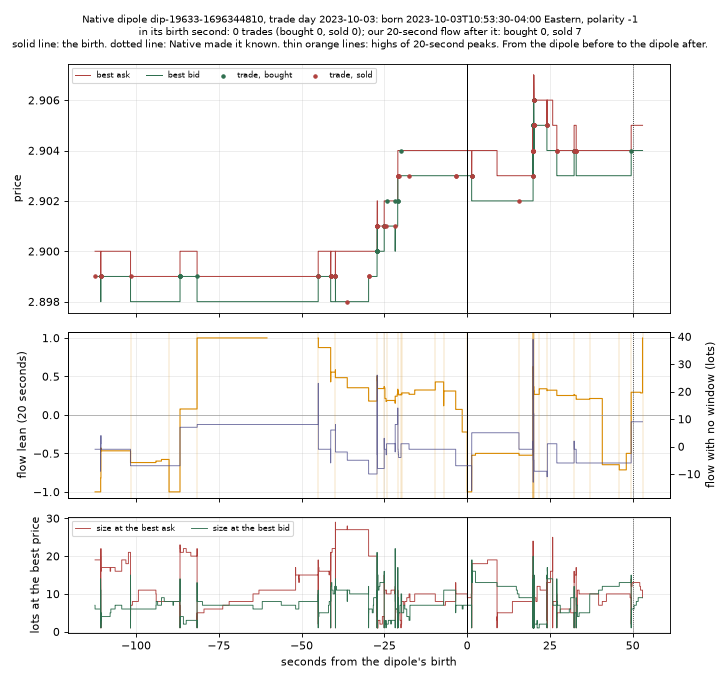 Native dipole dip-19633-1696344810, trade day 2023-10-03: born 2023-10-03T10:53:30-04:00 Eastern, polarity -1
in its birth second: 0 trades (bought 0, sold 0); our 20-second flow after it: bought 0, sold 7
solid line: the birth. dotted line: Native made it known. thin orange lines: highs of 20-second peaks. From the dipole before to the dipole after.
best ask best bid trade, bought trade, sold
2.906
2.904
2.902
2.900
2.898
price
1.0
0.5
0.0
−0.5
−1.0
flow lean (20 seconds)
40
30
20
10
0
−10
flow with no window (lots)
size at the best ask size at the best bid
30
20
10
0
lots at the best price
−100 −75 −50 −25 0 25 50
seconds from the dipole's birth